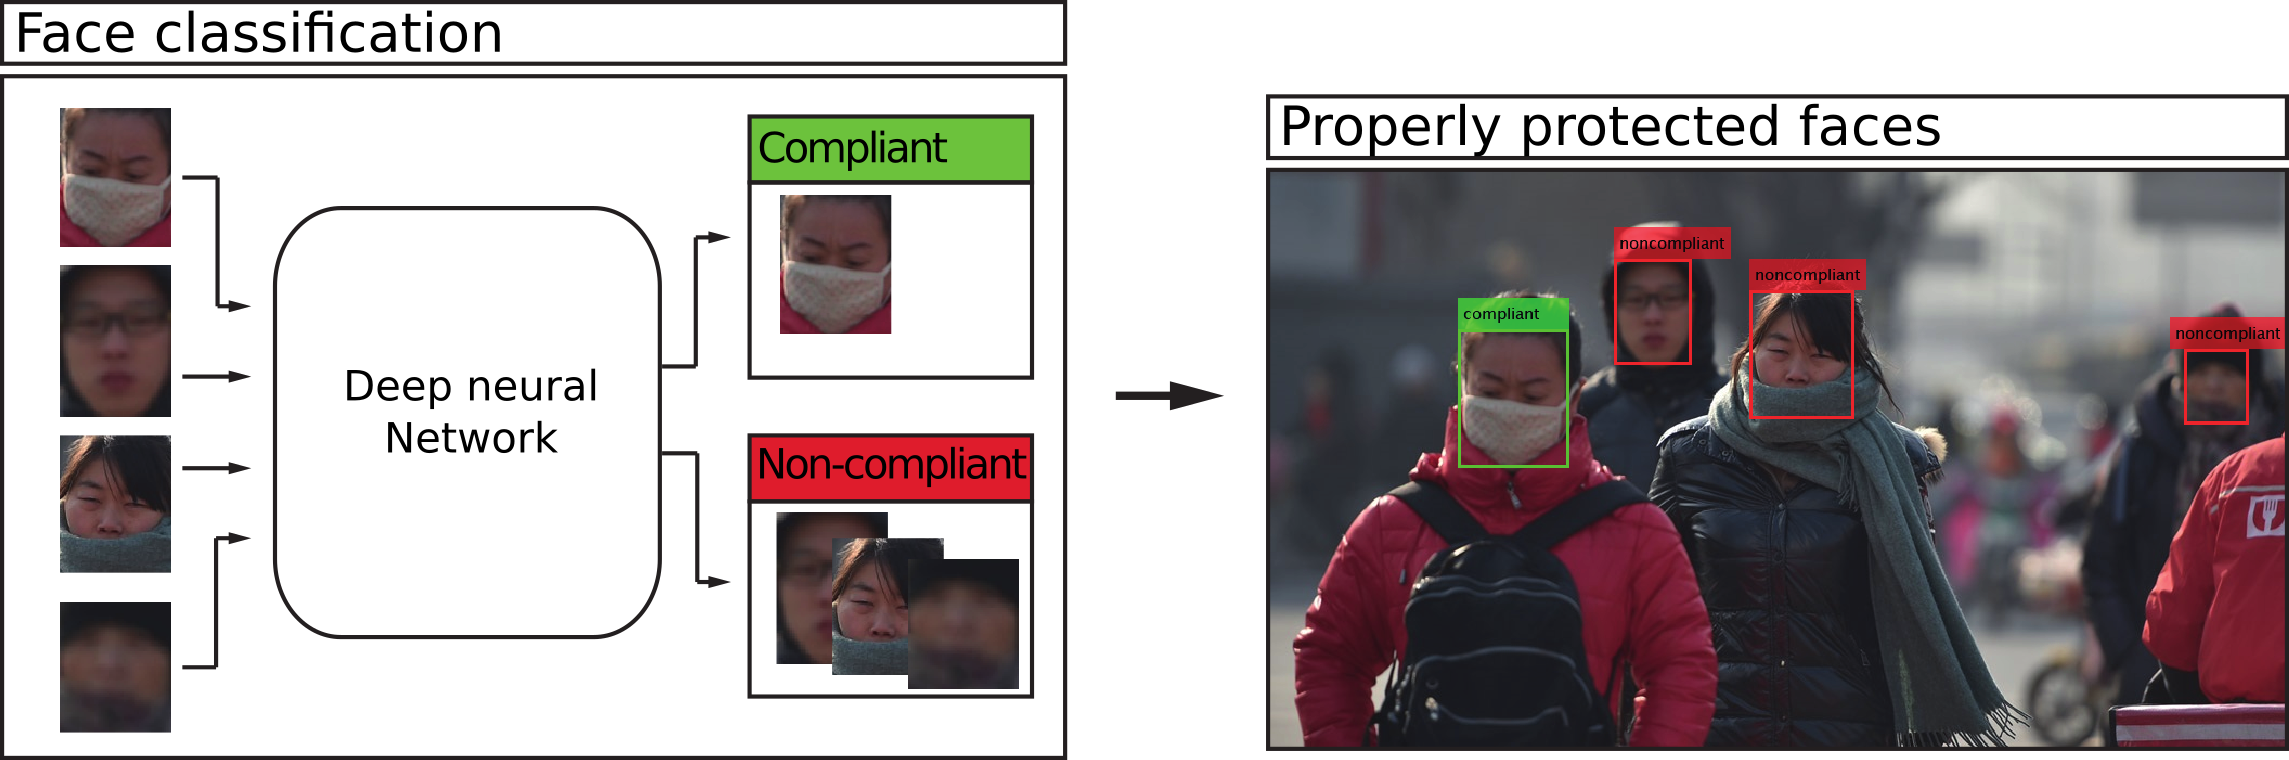 Face classification
Compliant
Deep neural
Network
Non-compliant
Properly protected faces
noncompliant
noncompliant
compliant
noncompliant